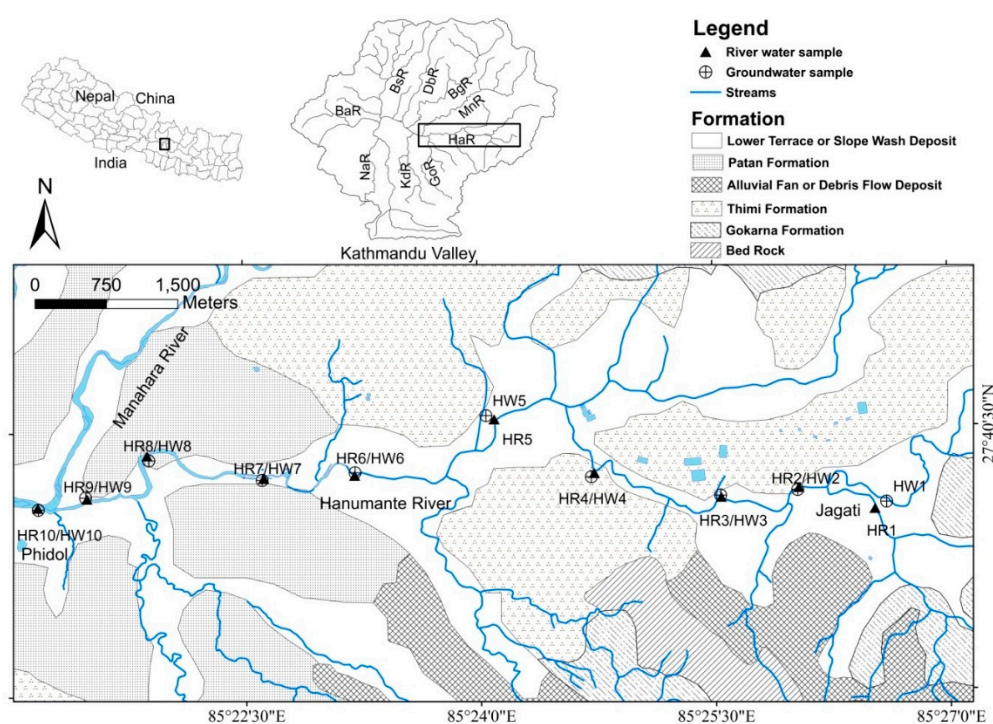 Nepal
China
India
N
BaR
BsR
DbR
BgR
MnR
HaR
NaR
KdR
GoR
Kathmandu Valley
Legend
River water sample
Groundwater sample
Streams
Formation
Lower Terrace or Slope Wash Deposit
Patan Formation
Alluvial Fan or Debris Flow Deposit
Thimi Formation
Gokarna Formation
Bed Rock
0 750 1,500
Meters
Manahara River
HW5
HR5
HR8/HW8
HR7/HW7
HR6/HW6
HR9/HW9
Hanumante River
HR4/HW4
HR2/HW2
HW1
HR3/HW3
Jagati
HR1
HR10/HW10
Phidol
27°40'30"N
85°22'30"E
85°24'0"E
85°25'30"E
85°27'0"E